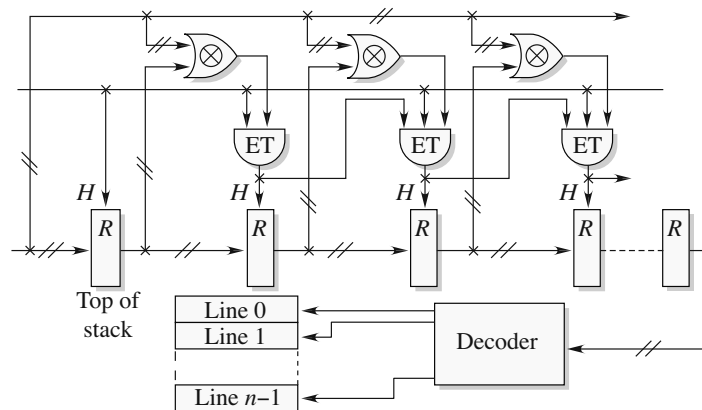 ET
ET
ET
H
H
H
H
R
R
R
R
R
Top of
stack
Line 0
Line 1
Line n–1
Decoder